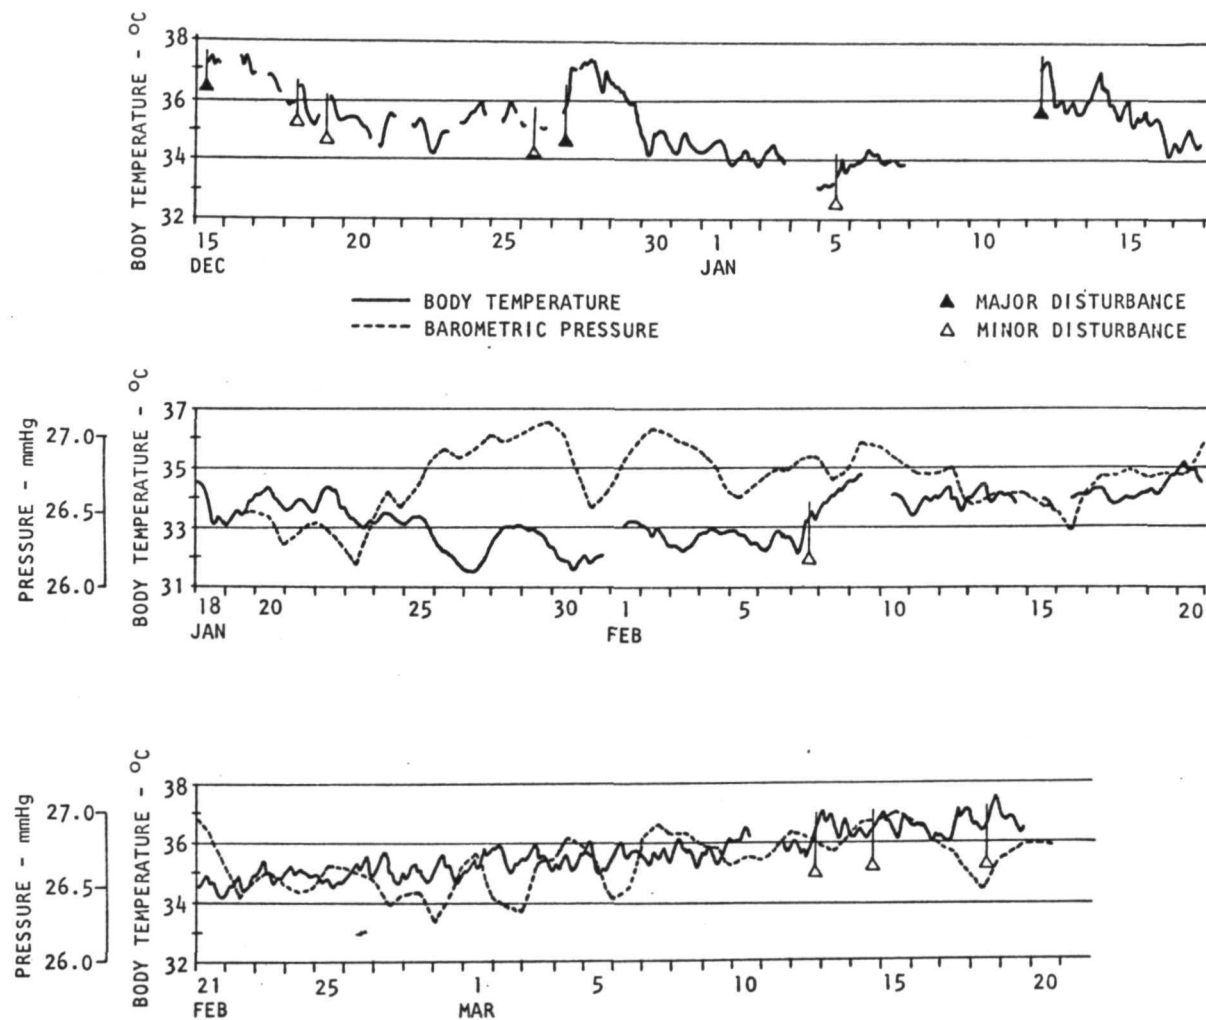 BODY TEMPERATURE - °C
38
36
34
32
15 20 25 30 1 5 10 15
DEC JAN
BODY TEMPERATURE
BAROMETRIC PRESSURE
▲ MAJOR DISTURBANCE
△ MINOR DISTURBANCE
PRESSURE - mmHg
27.0
26.5
26.0
BODY TEMPERATURE - °C
37
35
33
31
18 20 25 30 1 5 10 15 20
JAN FEB
PRESSURE - mmHg
27.0
26.5
26.0
BODY TEMPERATURE - °C
38
36
34
32
21 25 1 5 10 15 20
FEB MAR